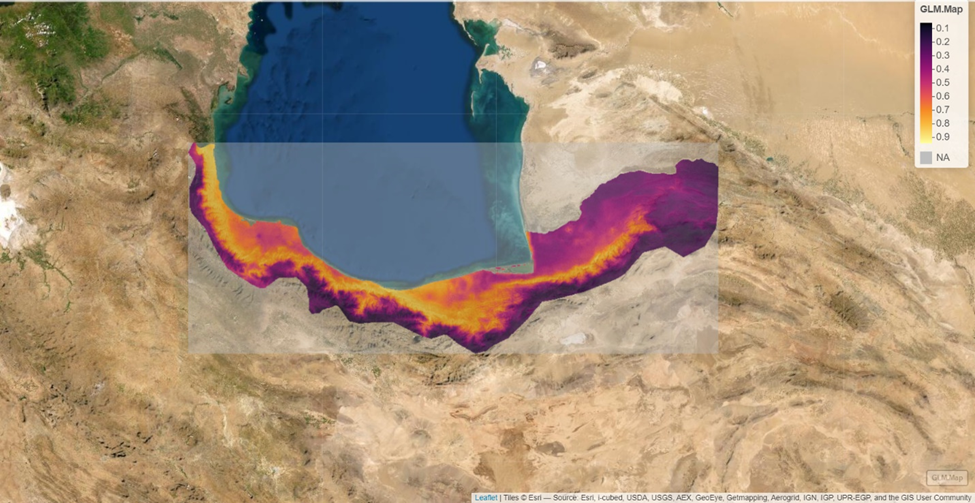 GLM.Map
0.1
0.2
0.3
0.4
0.5
0.6
0.7
0.8
0.9
NA
GLM.Map
Leaflet | Tiles © Esri — Source: Esri, i-cubed, USDA, USGS, AEX, GeoEye, Getmapping, Aerogrid, IGN, IGP, UPR-EGP, and the GIS User Community